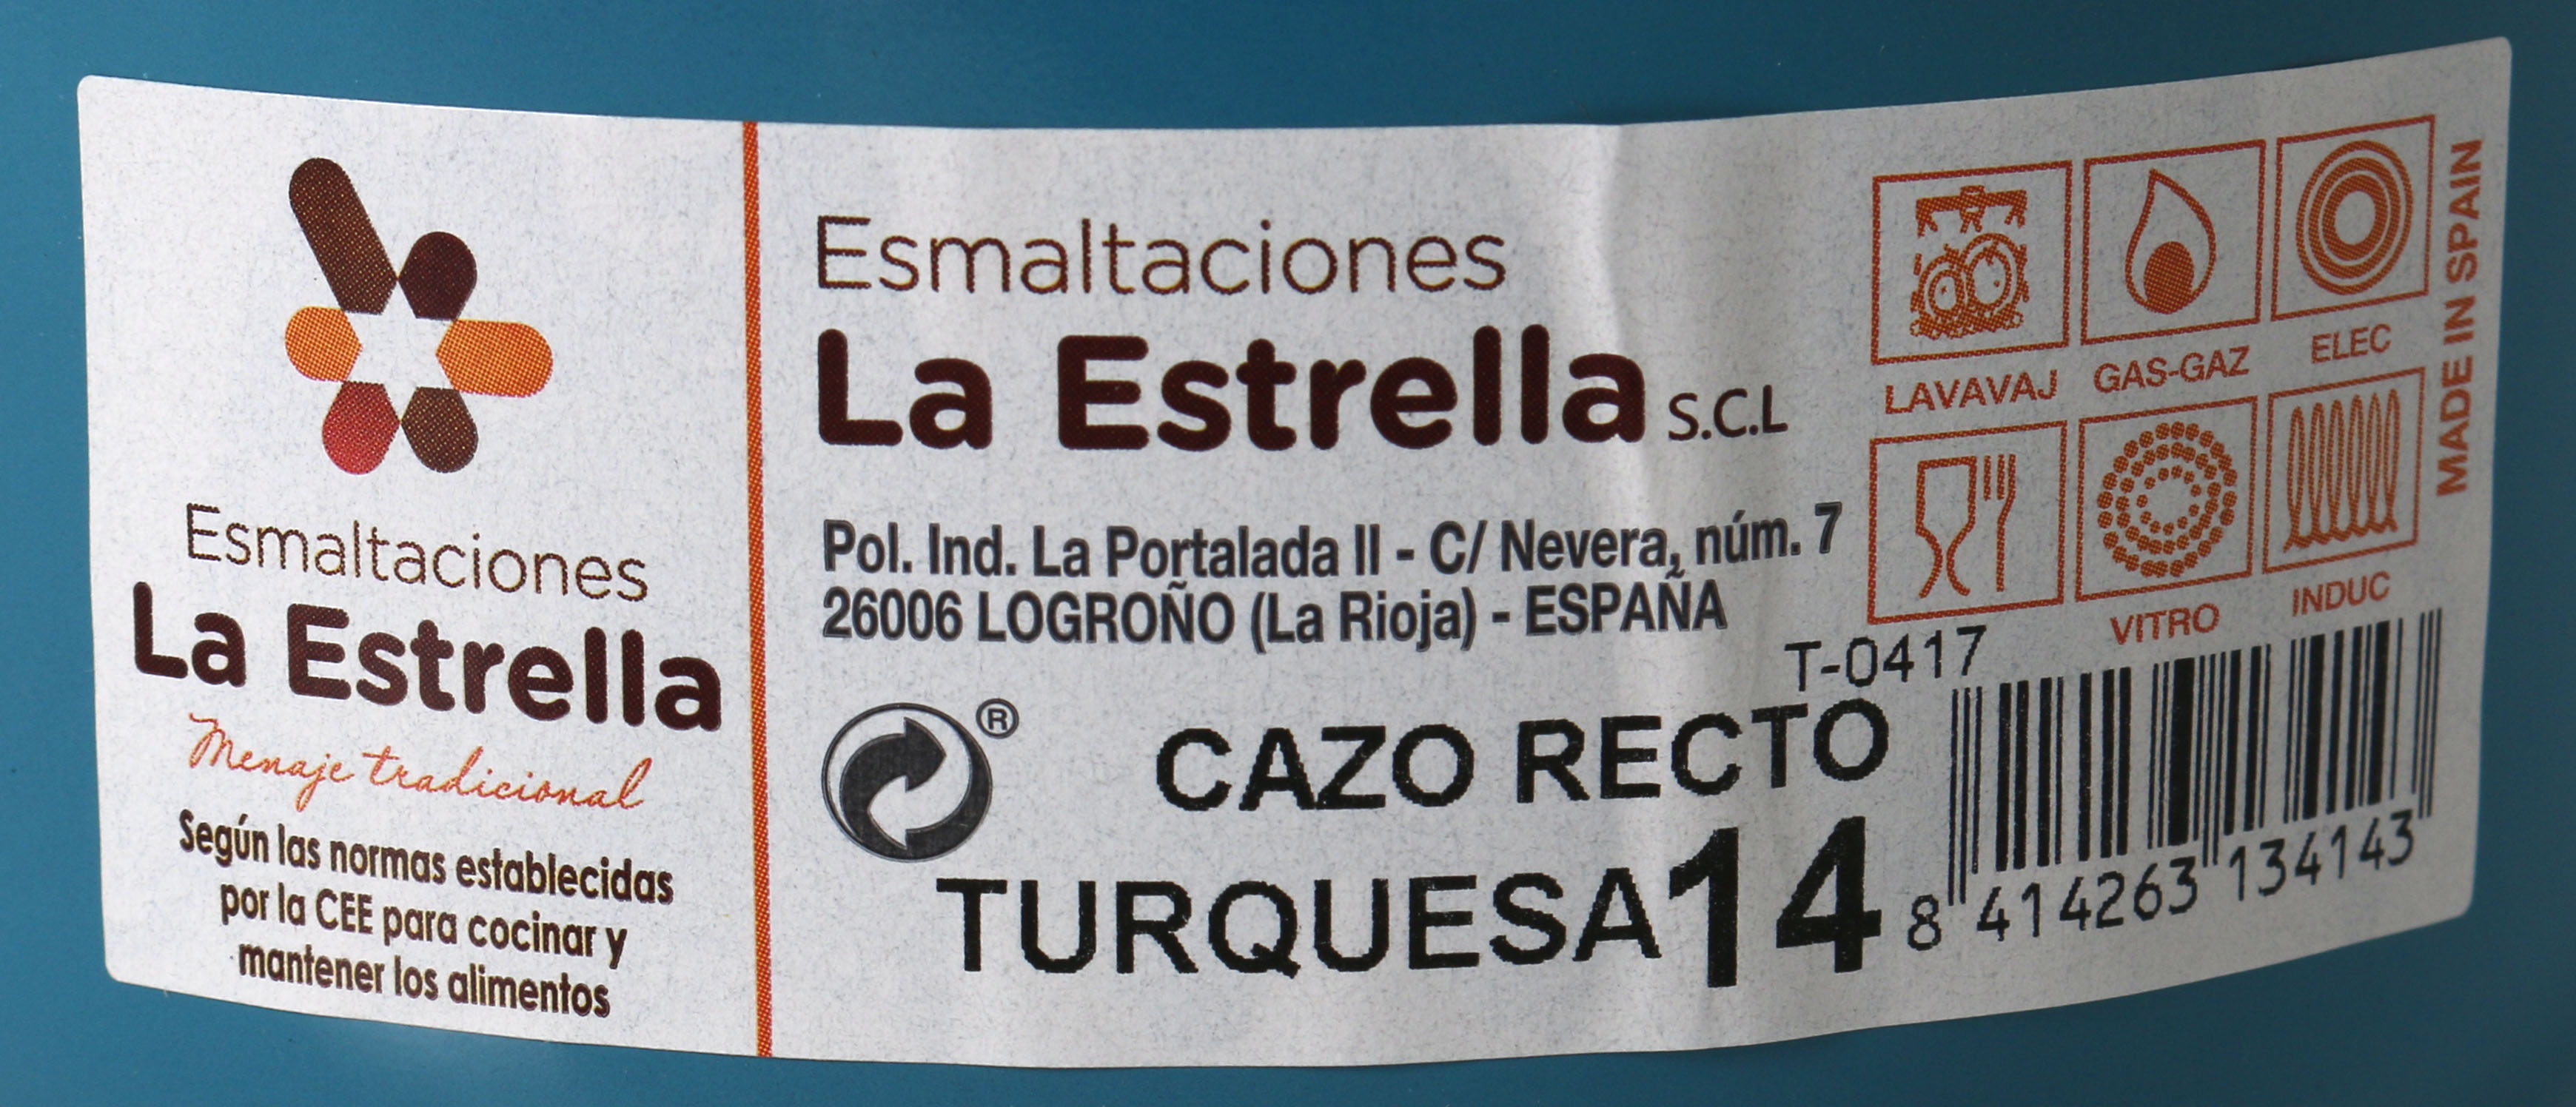 Esmaltaciones
La Estrella
Menaje tradicional
Según las normas establecidas
por la CEE para cocinar y
mantener los alimentos
Esmaltaciones
La Estrella S.C.L
Pol. Ind. La Portalada II - C/ Nevera, núm. 7
26006 LOGROÑO (La Rioja) - ESPAÑA
®
T-0417
CAZO RECTO
TURQUESA 14
LAVAVAJ GAS-GAZ ELEC
VITRO INDUC
MADE IN SPAIN
8 414263 134143